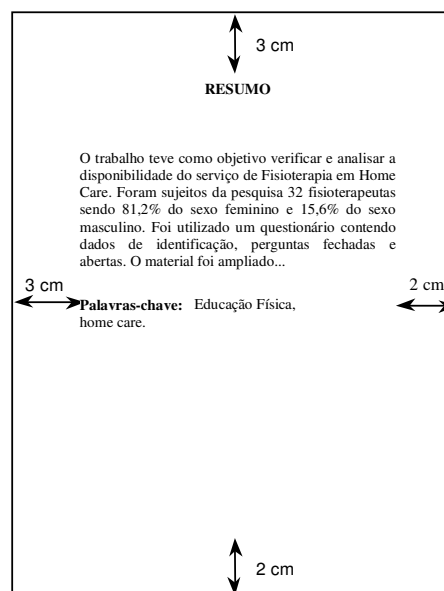 3 cm
RESUMO
O trabalho teve como objetivo verificar e analisar a
disponibilidade do serviço de Fisioterapia em Home
Care. Foram sujeitos da pesquisa 32 fisioterapeutas
sendo 81,2% do sexo feminino e 15,6% do sexo
masculino. Foi utilizado um questionário contendo
dados de identificação, perguntas fechadas e
abertas. O material foi ampliado...
3 cm
2 cm
Palavras-chave: Educação Física,
home care.
2 cm